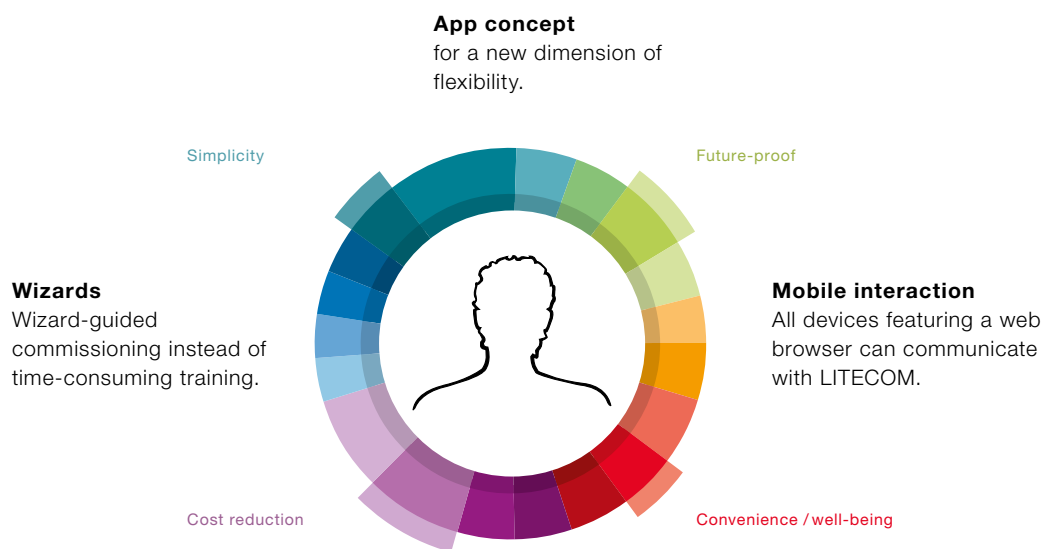 App concept
for a new dimension of
flexibility.
Simplicity
Future-proof
Wizards
Wizard-guided
commissioning instead of
time-consuming training.
Mobile interaction
All devices featuring a web
browser can communicate
with LITECOM.
Cost reduction
Convenience / well-being